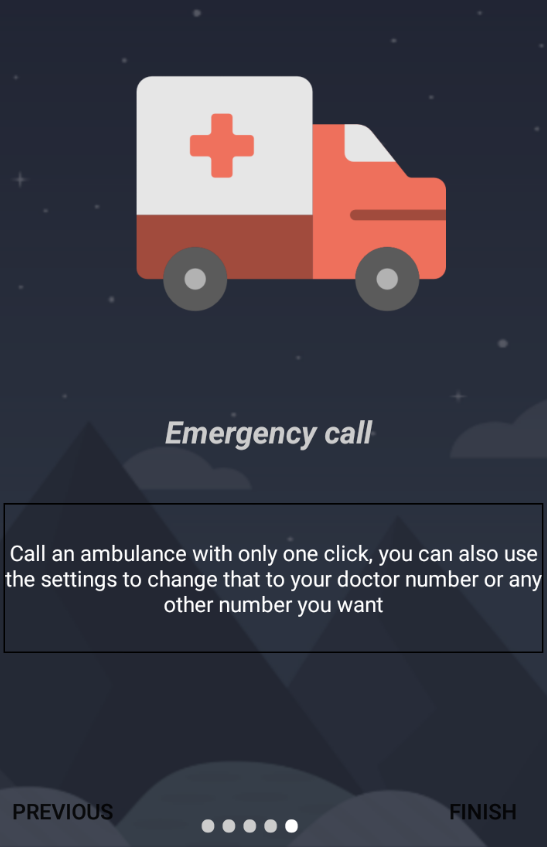 Emergency call
Call an ambulance with only one click, you can also use
the settings to change that to your doctor number or any
other number you want
PREVIOUS
FINISH